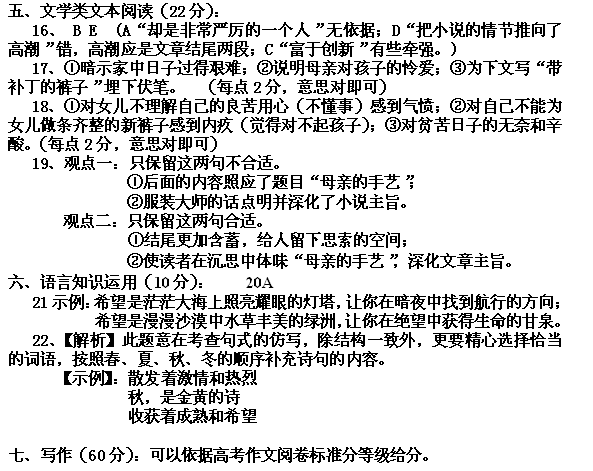 五、文学类文本阅读（22分）：
16、 B E （A“却是非常严厉的一个人”无依据；D“把小说的情节推向了
高潮”错，高潮应是文章结尾两段；C“富于创新”有些牵强。）
17、①暗示家中日子过得艰难；②说明母亲对孩子的怜爱；③为下文写“带
补丁的裤子”埋下伏笔。 （每点2分，意思对即可）
18、①对女儿不理解自己的良苦用心（不懂事）感到气愤；②对自己不能为
女儿做条齐整的新裤子感到内疚（觉得对不起孩子）；③对贫苦日子的无奈和辛
酸。（每点2分，意思对即可）
19、观点一：只保留这两句不合适。
①后面的内容照应了题目“母亲的手艺”；
②服装大师的话点明并深化了小说主旨。
观点二：只保留这两句合适。
①结尾更加含蓄，给人留下思索的空间；
②使读者在沉思中体味“母亲的手艺”，深化文章主旨。
六、语言知识运用（10分）： 20A
21示例：希望是茫茫大海上照亮耀眼的灯塔，让你在暗夜中找到航行的方向；
希望是漫漫沙漠中水草丰美的绿洲，让你在绝望中获得生命的甘泉。
22、【解析】此题意在考查句式的仿写，除结构一致外，更要精心选择恰当
的词语，按照春、夏、秋、冬的顺序补充诗句的内容。
【示例】：散发着激情和热烈
秋，是金黄的诗
收获着成熟和希望
七、写作（60分）：可以依据高考作文阅卷标准分等级给分。